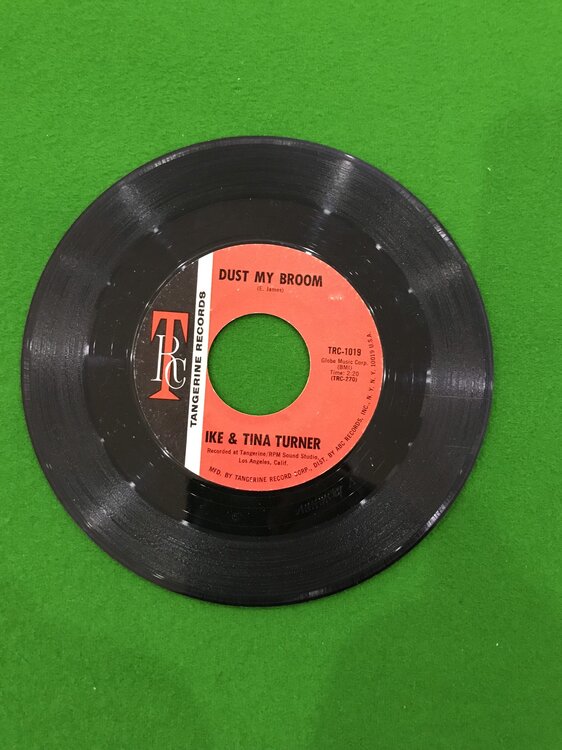 DUST MY BROOM
(E. James)
TRC
TANGERINE RECORDS
TRC-1019
Globe Music Corp.
(BMI)
Time: 2:20
(TRC-270)
IKE & TINA TURNER
Recorded at Tangerine/RPM Sound Studio
Los Angeles, Calif.
MFD. BY TANGERINE RECORD CORP., DIST. BY ABC RECORDS, INC., N. Y., N. Y. 10019 U.S.A.